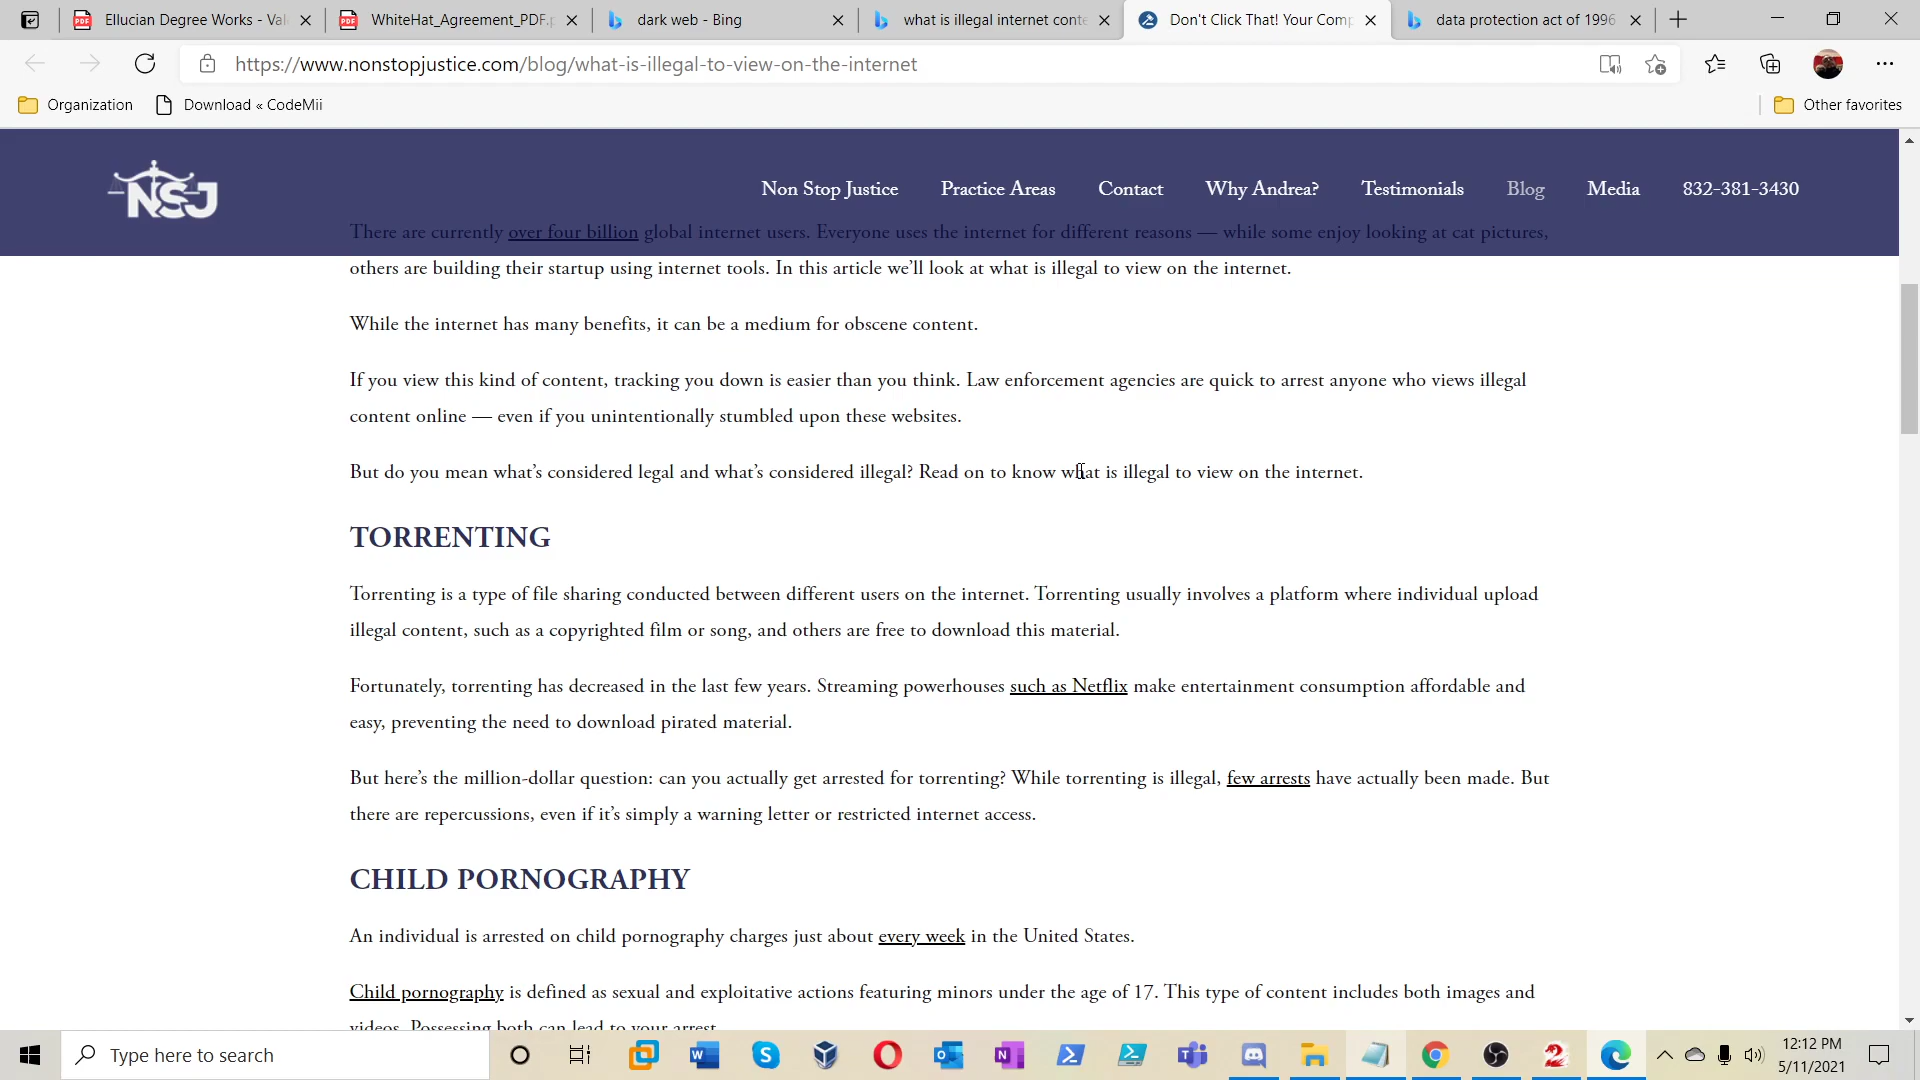 Ellucian Degree Works - Val
WhiteHat_Agreement_PDF.p
dark web - Bing
what is illegal internet conte
Don't Click That! Your Comp
data protection act of 1996
https://www.nonstopjustice.com/blog/what-is-illegal-to-view-on-the-internet
Organization
Download « CodeMii
Other favorites
NSJ
Non Stop Justice
Practice Areas
Contact
Why Andrea?
Testimonials
Blog
Media
832-381-3430
There are currently over four billion global internet users. Everyone uses the internet for different reasons — while some enjoy looking at cat pictures,
others are building their startup using internet tools. In this article we’ll look at what is illegal to view on the internet.
While the internet has many benefits, it can be a medium for obscene content.
If you view this kind of content, tracking you down is easier than you think. Law enforcement agencies are quick to arrest anyone who views illegal
content online — even if you unintentionally stumbled upon these websites.
But do you mean what’s considered legal and what’s considered illegal? Read on to know what is illegal to view on the internet.
TORRENTING
Torrenting is a type of file sharing conducted between different users on the internet. Torrenting usually involves a platform where individual upload
illegal content, such as a copyrighted film or song, and others are free to download this material.
Fortunately, torrenting has decreased in the last few years. Streaming powerhouses such as Netflix make entertainment consumption affordable and
easy, preventing the need to download pirated material.
But here’s the million-dollar question: can you actually get arrested for torrenting? While torrenting is illegal, few arrests have actually been made. But
there are repercussions, even if it’s simply a warning letter or restricted internet access.
CHILD PORNOGRAPHY
An individual is arrested on child pornography charges just about every week in the United States.
Child pornography is defined as sexual and exploitative actions featuring minors under the age of 17. This type of content includes both images and
videos. Possessing both can lead to your arrest.
Type here to search
12:12 PM
5/11/2021